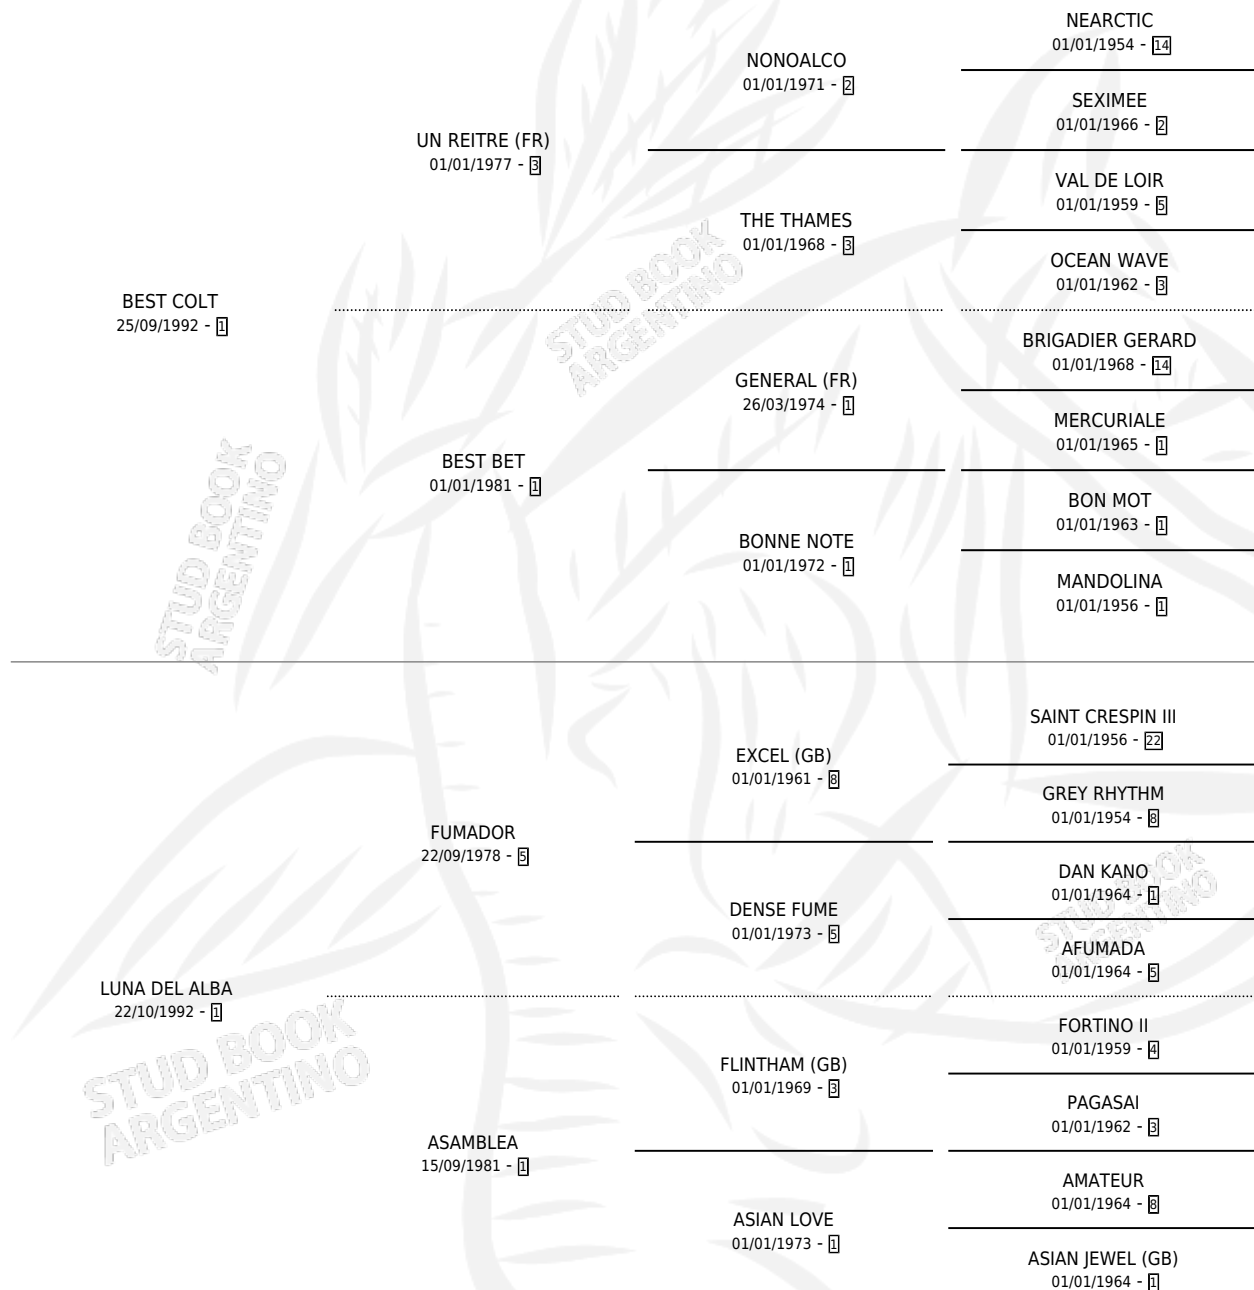 NEARCTIC
01/01/1954 - 14
NONOALCO
01/01/1971 - 2
SEXIMEE
01/01/1966 - 2
UN REITRE (FR)
01/01/1977 - 3
VAL DE LOIR
01/01/1959 - 5
THE THAMES
01/01/1968 - 3
OCEAN WAVE
01/01/1962 - 3
BEST COLT
25/09/1992 - 1
BRIGADIER GERARD
01/01/1968 - 14
GENERAL (FR)
26/03/1974 - 1
MERCURIALE
01/01/1965 - 1
BEST BET
01/01/1981 - 1
BON MOT
01/01/1963 - 1
BONNE NOTE
01/01/1972 - 1
MANDOLINA
01/01/1956 - 1
SAINT CRESPIN III
01/01/1956 - 22
EXCEL (GB)
01/01/1961 - 8
GREY RHYTHM
01/01/1954 - 8
FUMADOR
22/09/1978 - 5
DAN KANO
01/01/1964 - 1
DENSE FUME
01/01/1973 - 5
AFUMADA
01/01/1964 - 5
LUNA DEL ALBA
22/10/1992 - 1
FORTINO II
01/01/1959 - 4
FLINTHAM (GB)
01/01/1969 - 3
PAGASAI
01/01/1962 - 3
ASAMBLEA
15/09/1981 - 1
AMATEUR
01/01/1964 - 8
ASIAN LOVE
01/01/1973 - 1
ASIAN JEWEL (GB)
01/01/1964 - 1
STUD BOOK
ARGENTINO
STUD BOOK
ARGENTINO
STUD BOOK
ARGENTINO
STUD BOOK
ARGENTINO